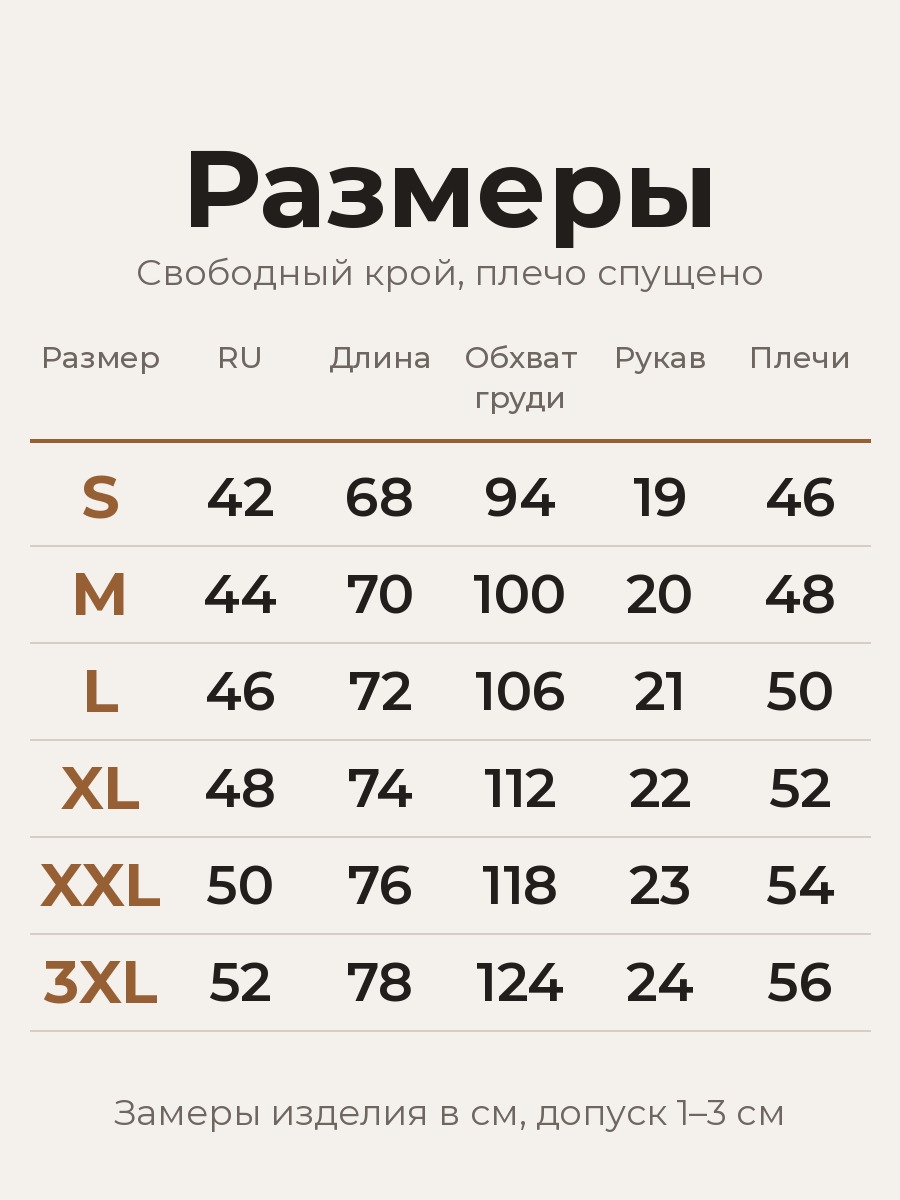 Размеры
Свободный крой, плечо спущено
Размер RU Длина Обхват груди Рукав Плечи
S 42 68 94 19 46
M 44 70 100 20 48
L 46 72 106 21 50
XL 48 74 112 22 52
XXL 50 76 118 23 54
3XL 52 78 124 24 56
Замеры изделия в см, допуск 1–3 см